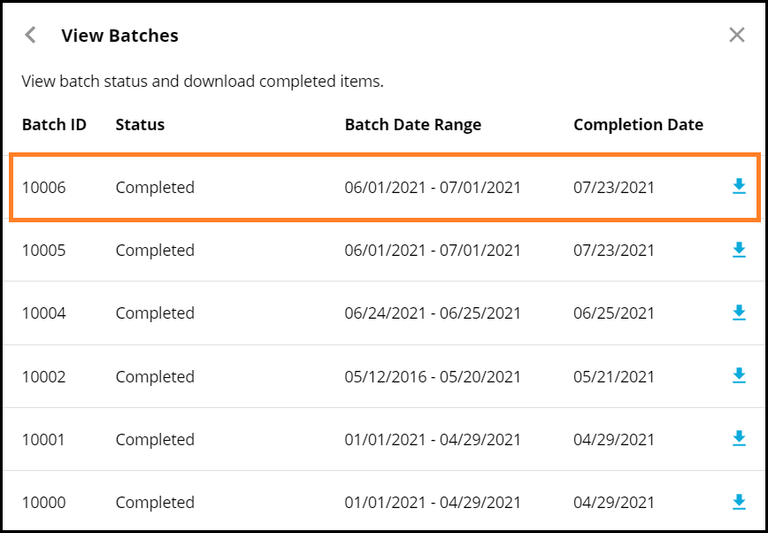 View Batches
View batch status and download completed items.
Batch ID Status Batch Date Range Completion Date
10006 Completed 06/01/2021 - 07/01/2021 07/23/2021
10005 Completed 06/01/2021 - 07/01/2021 07/23/2021
10004 Completed 06/24/2021 - 06/25/2021 06/25/2021
10002 Completed 05/12/2016 - 05/20/2021 05/21/2021
10001 Completed 01/01/2021 - 04/29/2021 04/29/2021
10000 Completed 01/01/2021 - 04/29/2021 04/29/2021